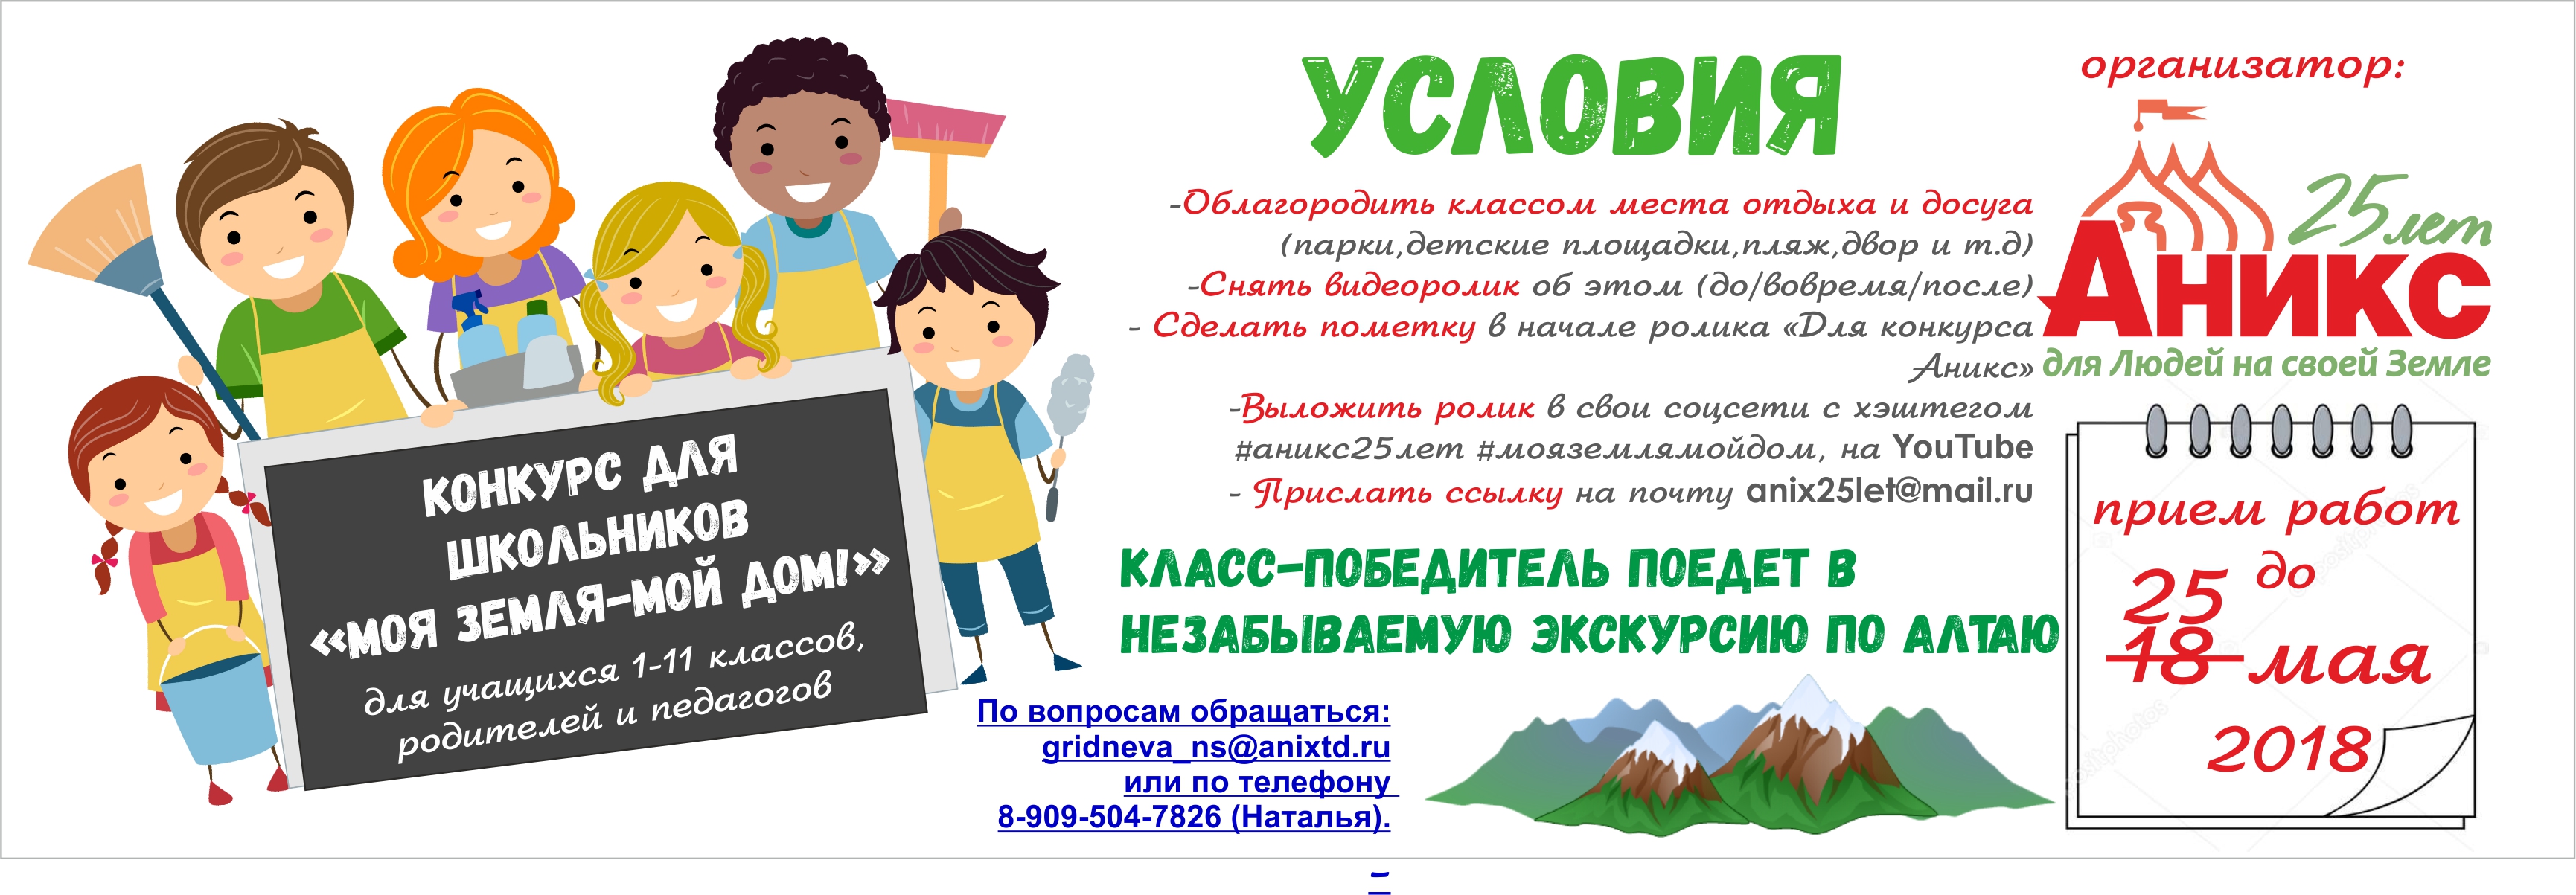 КОНКУРС ДЛЯ
ШКОЛЬНИКОВ
«МОЯ ЗЕМЛЯ-МОЙ ДОМ!»
для учащихся 1-11 классов,
родителей и педагогов
УСЛОВИЯ
-Облагородить классом места отдыха и досуга
(парки,детские площадки,пляж,двор и т.д)
-Снять видеоролик об этом (до/вовремя/после)
- Сделать пометку в начале ролика «Для конкурса
Аникс»
-Выложить ролик в свои соцсети с хэштегом
#аникс25лет #мояземлямойдом, на YouTube
- Прислать ссылку на почту anix25let@mail.ru
КЛАСС-ПОБЕДИТЕЛЬ ПОЕДЕТ В
НЕЗАБЫВАЕМУЮ ЭКСКУРСИЮ ПО АЛТАЮ
По вопросам обращаться:
gridneva_ns@anixtd.ru
или по телефону
8-909-504-7826 (Наталья).
-
организатор:
25лет
Аникс
для Людей на своей Земле
прием работ
до
25
18 мая
2018